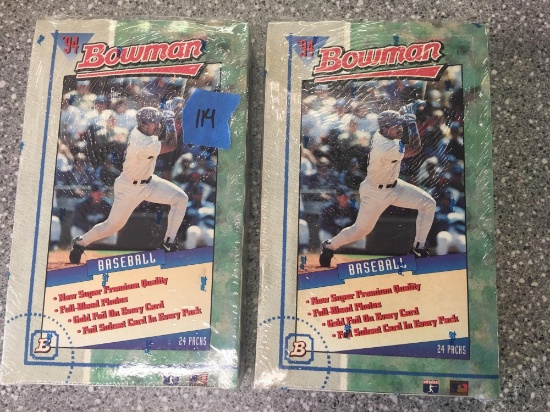 '94
Bowman
114
BASEBALL
• Now Super Premium Quality
• Full-Bleed Photos
• Gold Foil On Every Card
• Foil Select Card In Every Pack
B
24 PACKS
'94
Bowman
BASEBALL
• Now Super Premium Quality
• Full-Bleed Photos
• Gold Foil On Every Card
• Foil Select Card In Every Pack
B
24 PACKS